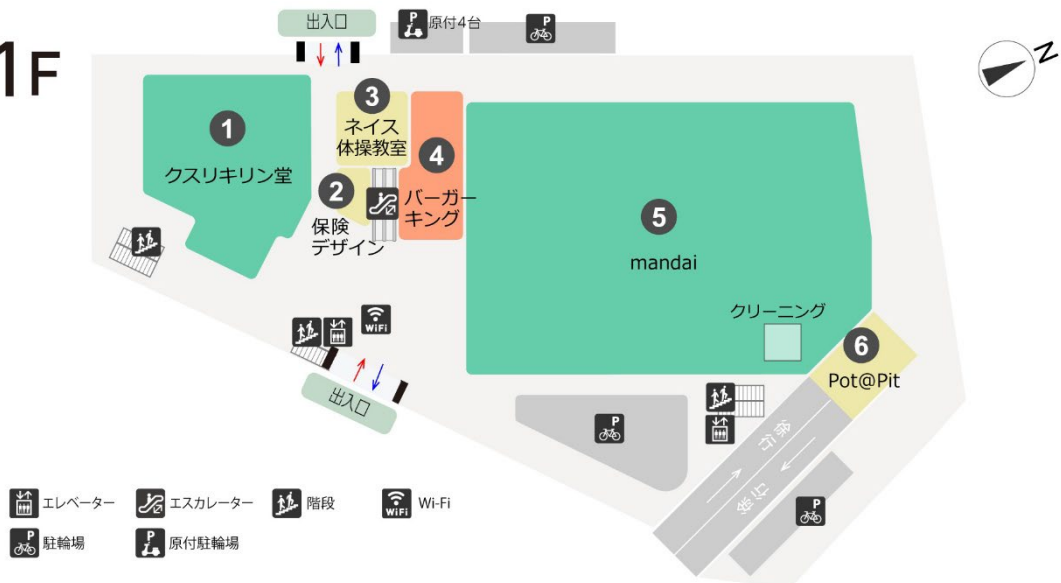 1F
出入口
P
原付4台
P
N
1
クスリキリン堂
3
ネイス
体操教室
4
バーガー
キング
2
保険
デザイン
5
mandai
クリーニング
6
Pot@Pit
WiFi
出入口
P
徐行
徐行
P
エレベーター
エスカレーター
階段
WiFi
Wi-Fi
P
駐輪場
P
原付駐輪場